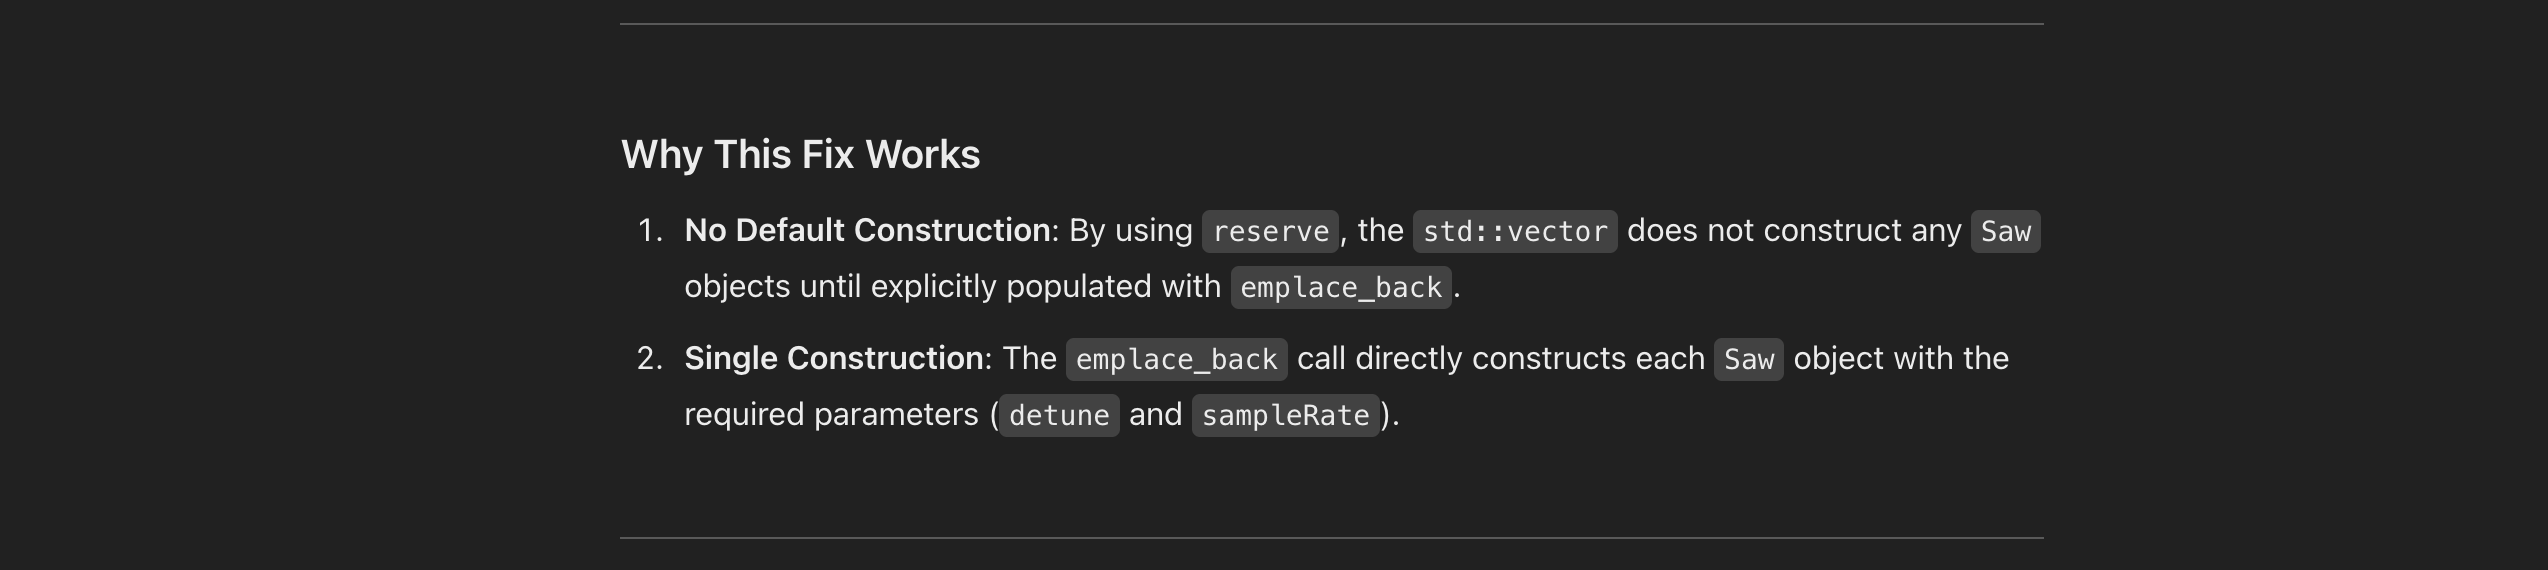 Why This Fix Works
1. No Default Construction: By using reserve, the std::vector does not construct any Saw
objects until explicitly populated with emplace_back.
2. Single Construction: The emplace_back call directly constructs each Saw object with the
required parameters (detune and sampleRate).